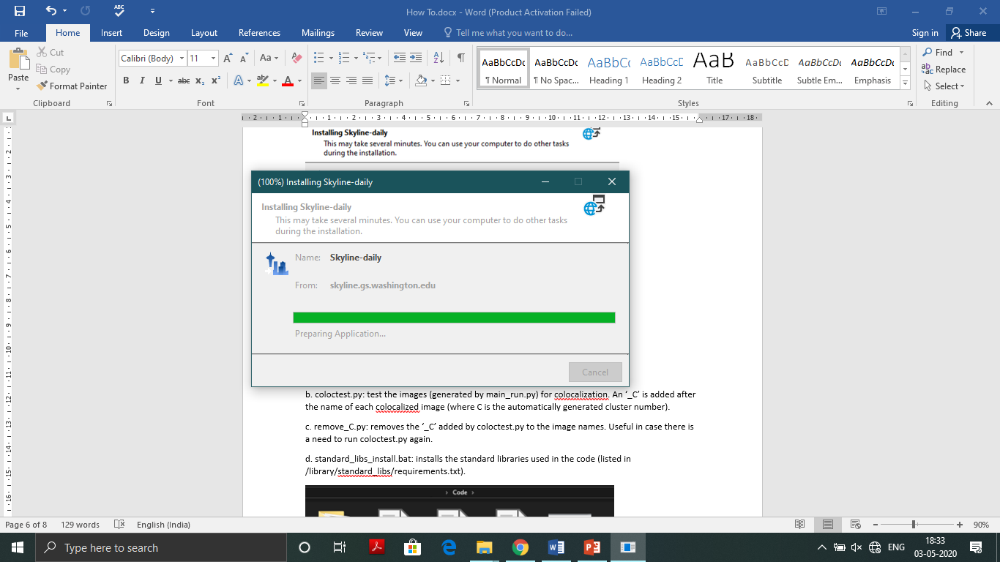 How To.docx - Word (Product Activation Failed)
File Home Insert Design Layout References Mailings Review View Tell me what you want to do... Sign in Share
Paste
Cut
Copy
Format Painter
Clipboard
Calibri (Body) 11
Font
Paragraph
AaBbCcDc AaBbCcDc AaBbCc AaBbCcD AaB AaBbCcD AaBbCcDc AaBbCcDc
¶ Normal ¶ No Spac... Heading 1 Heading 2 Title Subtitle Subtle Em... Emphasis
Styles
Find
Replace
Select
Editing
Installing Skyline-daily
This may take several minutes. You can use your computer to do other tasks
during the installation.
(100%) Installing Skyline-daily
Installing Skyline-daily
This may take several minutes. You can use your computer to do other tasks
during the installation.
Name: Skyline-daily
From: skyline.gs.washington.edu
Preparing Application...
Cancel
b. coloctest.py: test the images (generated by main_run.py) for colocalization. An ‘_C’ is added after
the name of each colocalized image (where C is the automatically generated cluster number).
c. remove_C.py: removes the ‘_C’ added by coloctest.py to the image names. Useful in case there is
a need to run coloctest.py again.
d. standard_libs_install.bat: installs the standard libraries used in the code (listed in
/library/standard_libs/requirements.txt).
› Code ›
Page 6 of 8 129 words English (India) 90%
Type here to search
ENG
18:33
03-05-2020